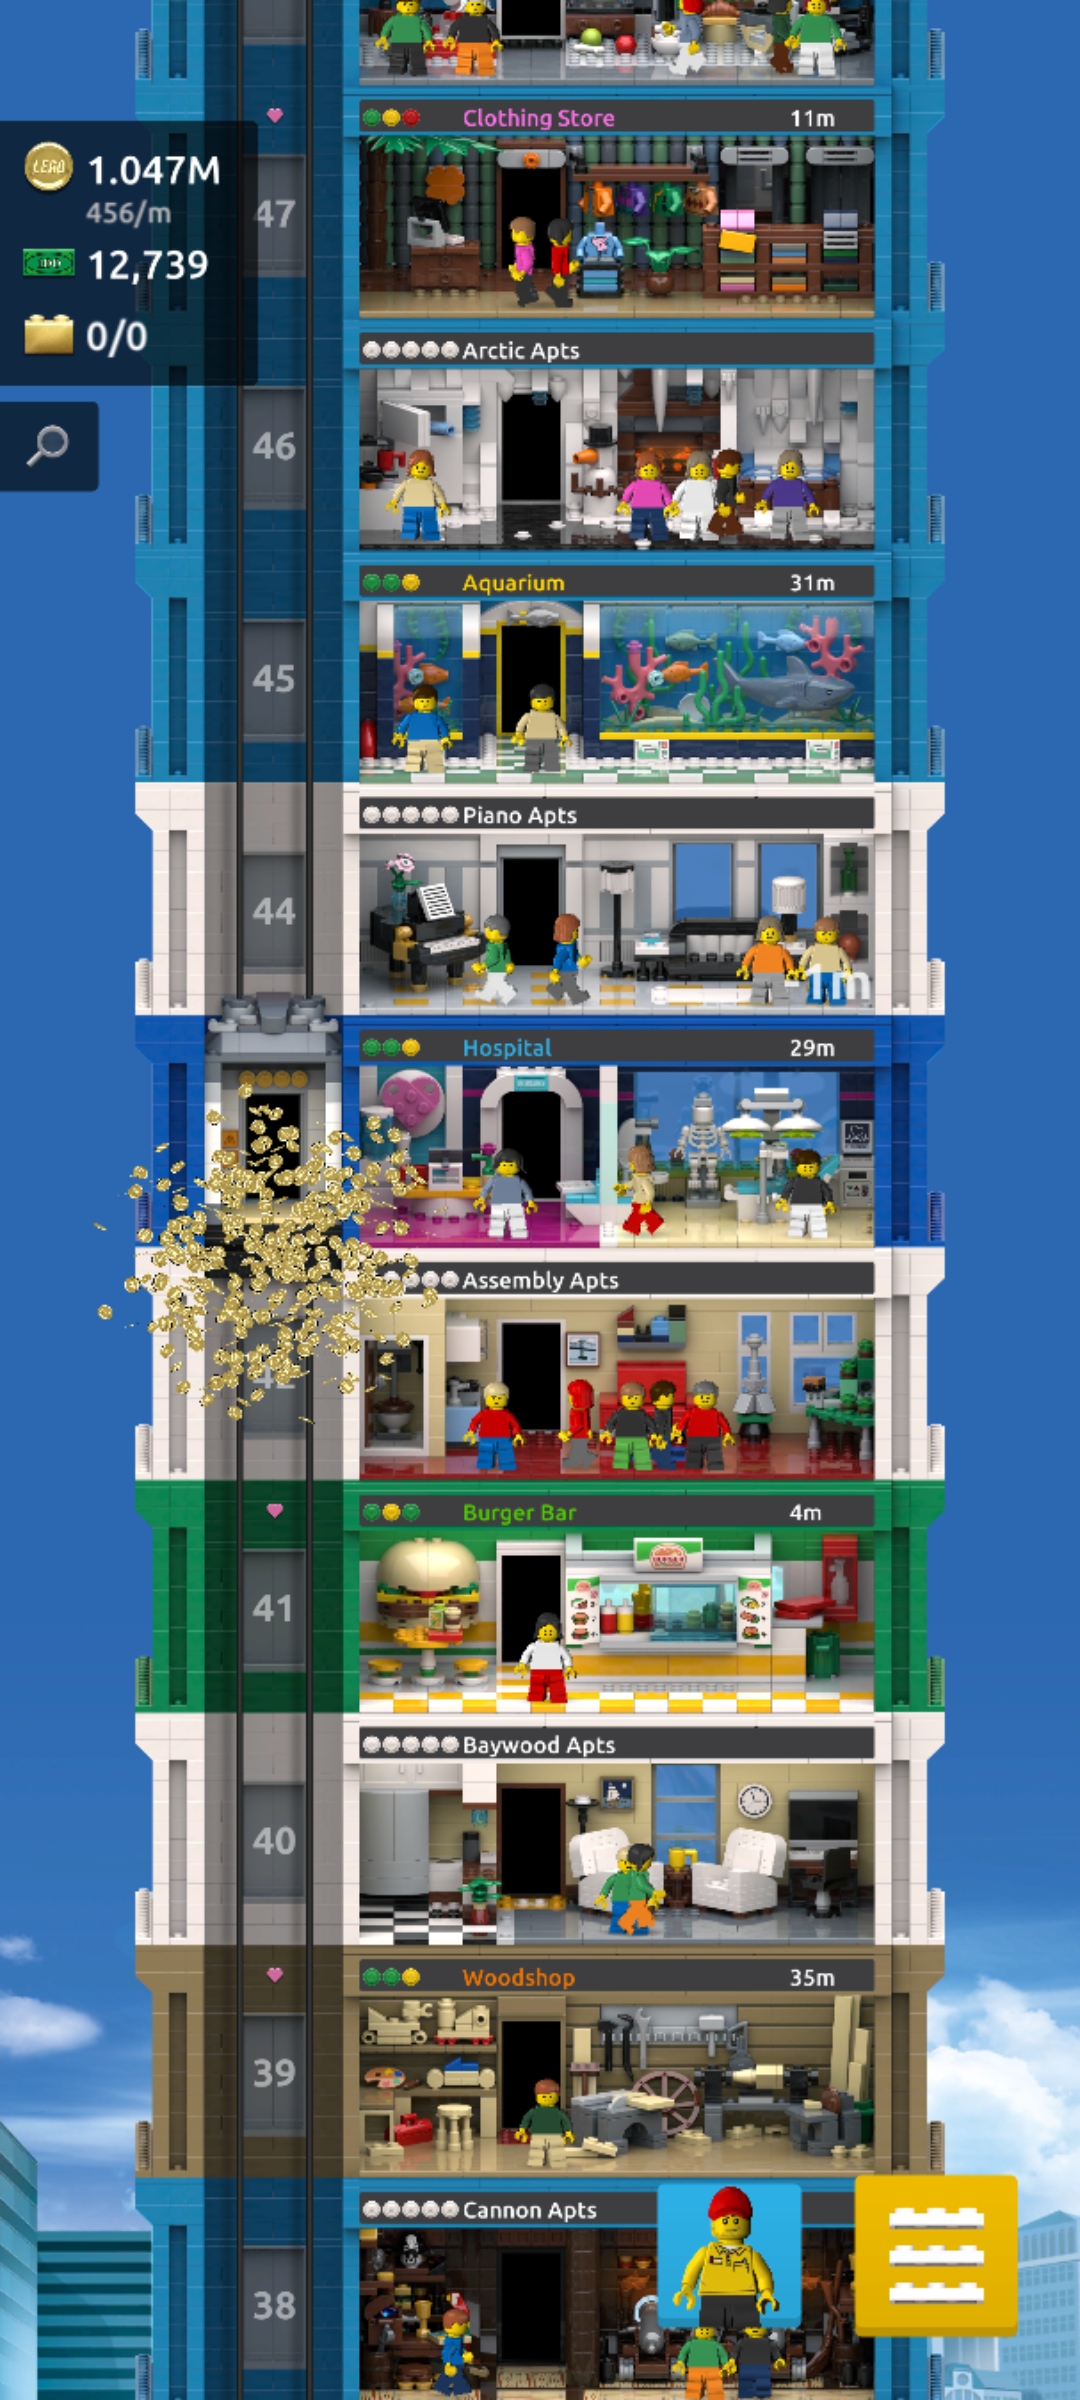 Clothing Store 11m
LEGO 1.047M
456/m
12,739
0/0
47
Arctic Apts
46
Aquarium 31m
45
Piano Apts
44
1m
Hospital 29m
Assembly Apts
42
Burger Bar 4m
41
Baywood Apts
40
Woodshop 35m
39
Cannon Apts
38